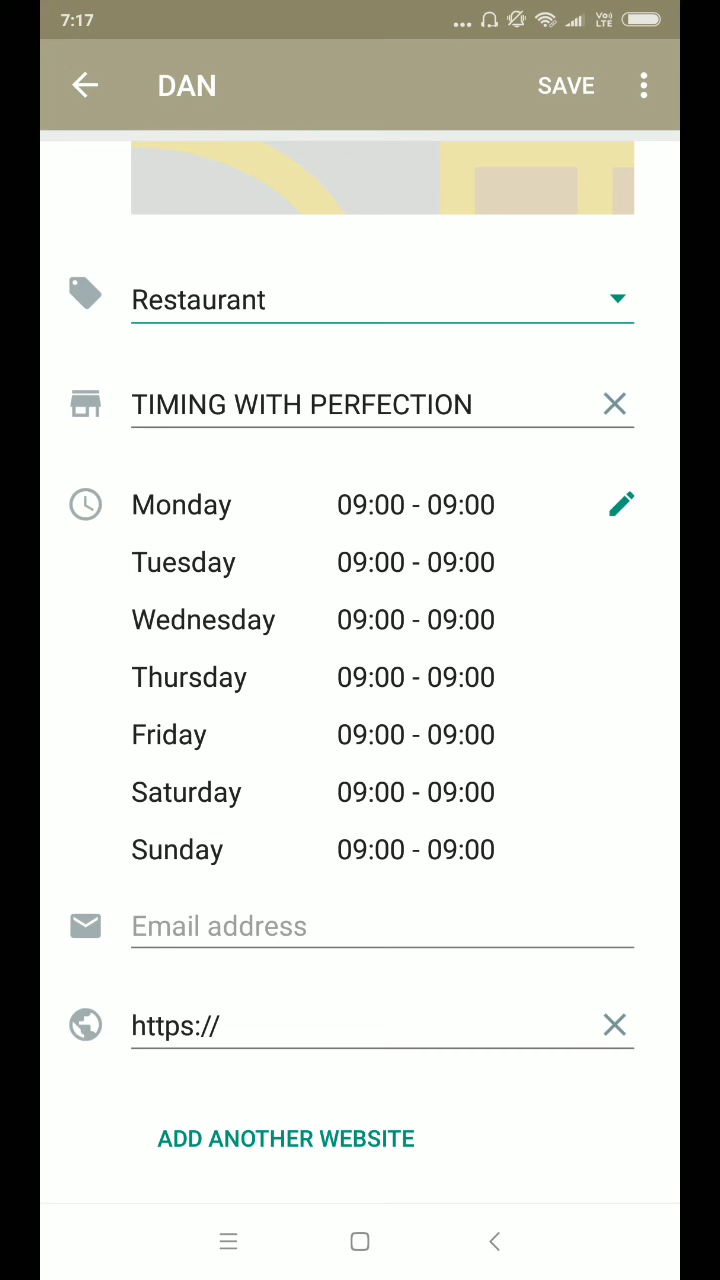 7:17
Vo))
LTE
DAN SAVE
Restaurant
TIMING WITH PERFECTION
Monday 09:00 - 09:00
Tuesday 09:00 - 09:00
Wednesday 09:00 - 09:00
Thursday 09:00 - 09:00
Friday 09:00 - 09:00
Saturday 09:00 - 09:00
Sunday 09:00 - 09:00
Email address
https://
ADD ANOTHER WEBSITE